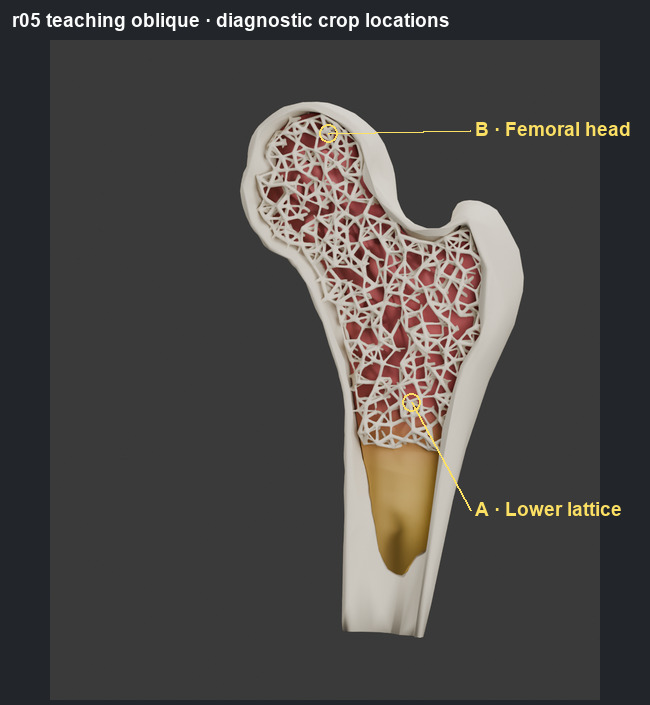 r05 teaching oblique · diagnostic crop locations
B · Femoral head
A · Lower lattice